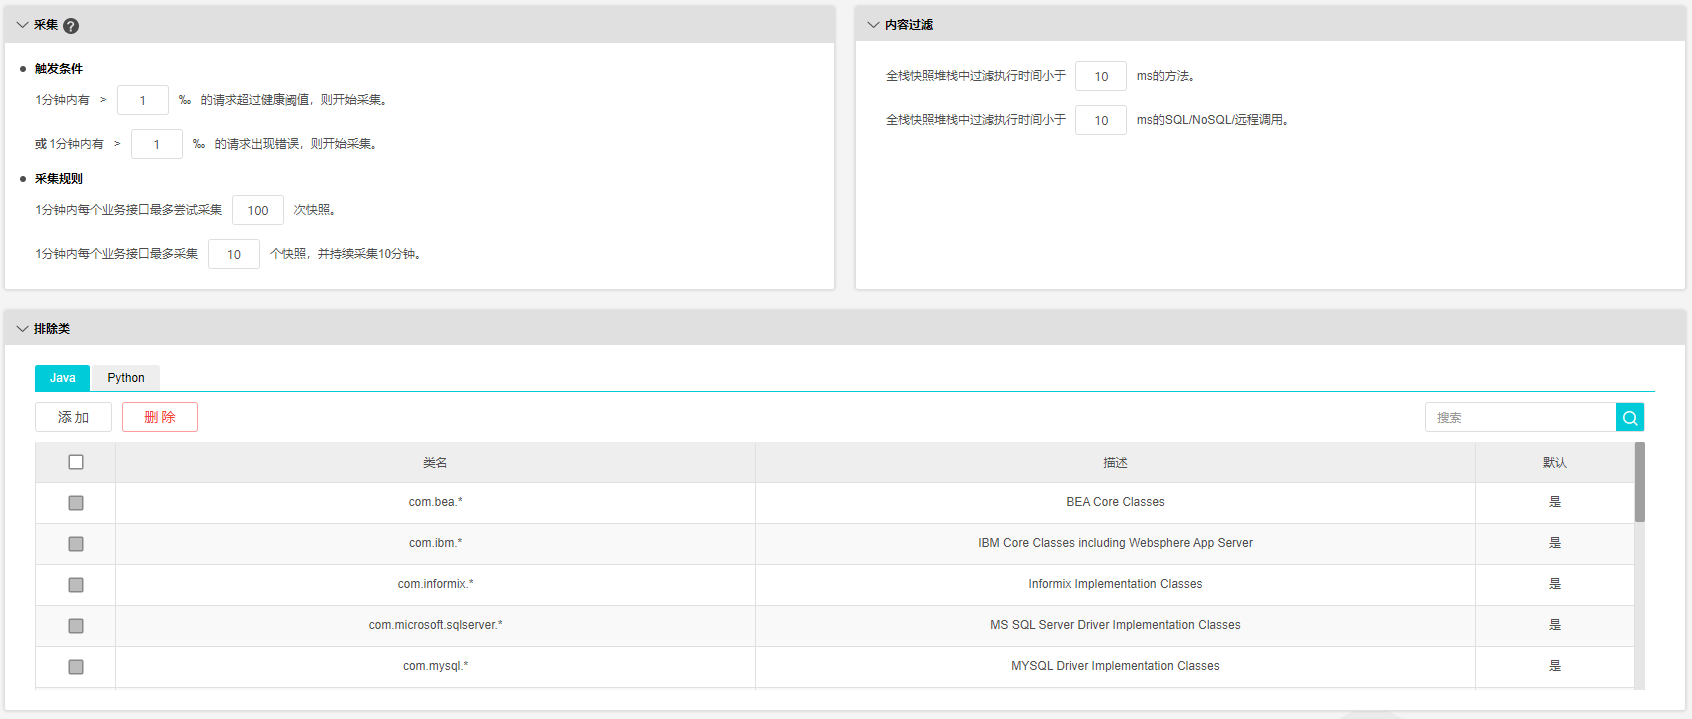 采集 ?
触发条件
1分钟内有 > 1 ‰ 的请求超过健康阈值，则开始采集。
或 1分钟内有 > 1 ‰ 的请求出现错误，则开始采集。
采集规则
1分钟内每个业务接口最多尝试采集 100 次快照。
1分钟内每个业务接口最多采集 10 个快照，并持续采集10分钟。
内容过滤
全栈快照堆栈中过滤执行时间小于 10 ms的方法。
全栈快照堆栈中过滤执行时间小于 10 ms的SQL/NoSQL/远程调用。
排除类
Java Python
添 加 删 除 搜索
类名 描述 默认
com.bea.* BEA Core Classes 是
com.ibm.* IBM Core Classes including Websphere App Server 是
com.informix.* Informix Implementation Classes 是
com.microsoft.sqlserver.* MS SQL Server Driver Implementation Classes 是
com.mysql.* MYSQL Driver Implementation Classes 是